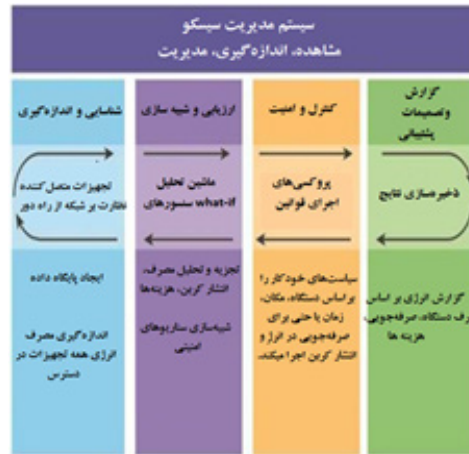 سیستم مدیریت سیسکو
مشاهده، اندازه‌گیری، مدیریت
گزارش
وتصمیمات
پشتیبانی
ذخیره‌سازی نتایج
گزارش انرژی بر اساس
رف دستگاه، صرفه‌جویی،
هزینه ها
کنترل و امنیت
پروکسی‌های
اجرای قوانین
سیاست‌های خودکار را
بر اساس دستگاه، مکان،
زمان یا حتی برای
صرفه‌جویی در انرژ و
انتشار کربن اجرا میکند.
ارزیابی و شبیه سازی
ماشین تحلیل
what-if سنسورهای
تجزیه و تحلیل مصرف،
انتشار کربن، هزینه‌ها
شبیه‌سازی سناریوهای
امنیتی
شناسایی و اندازه‌گیری
تجهیزات متصل‌کننده
نظارت بر شبکه از راه دور
ایجاد پایگاه داده
اندازه‌گیری مصرف
انرژی همه تجهیزات در
دسترس